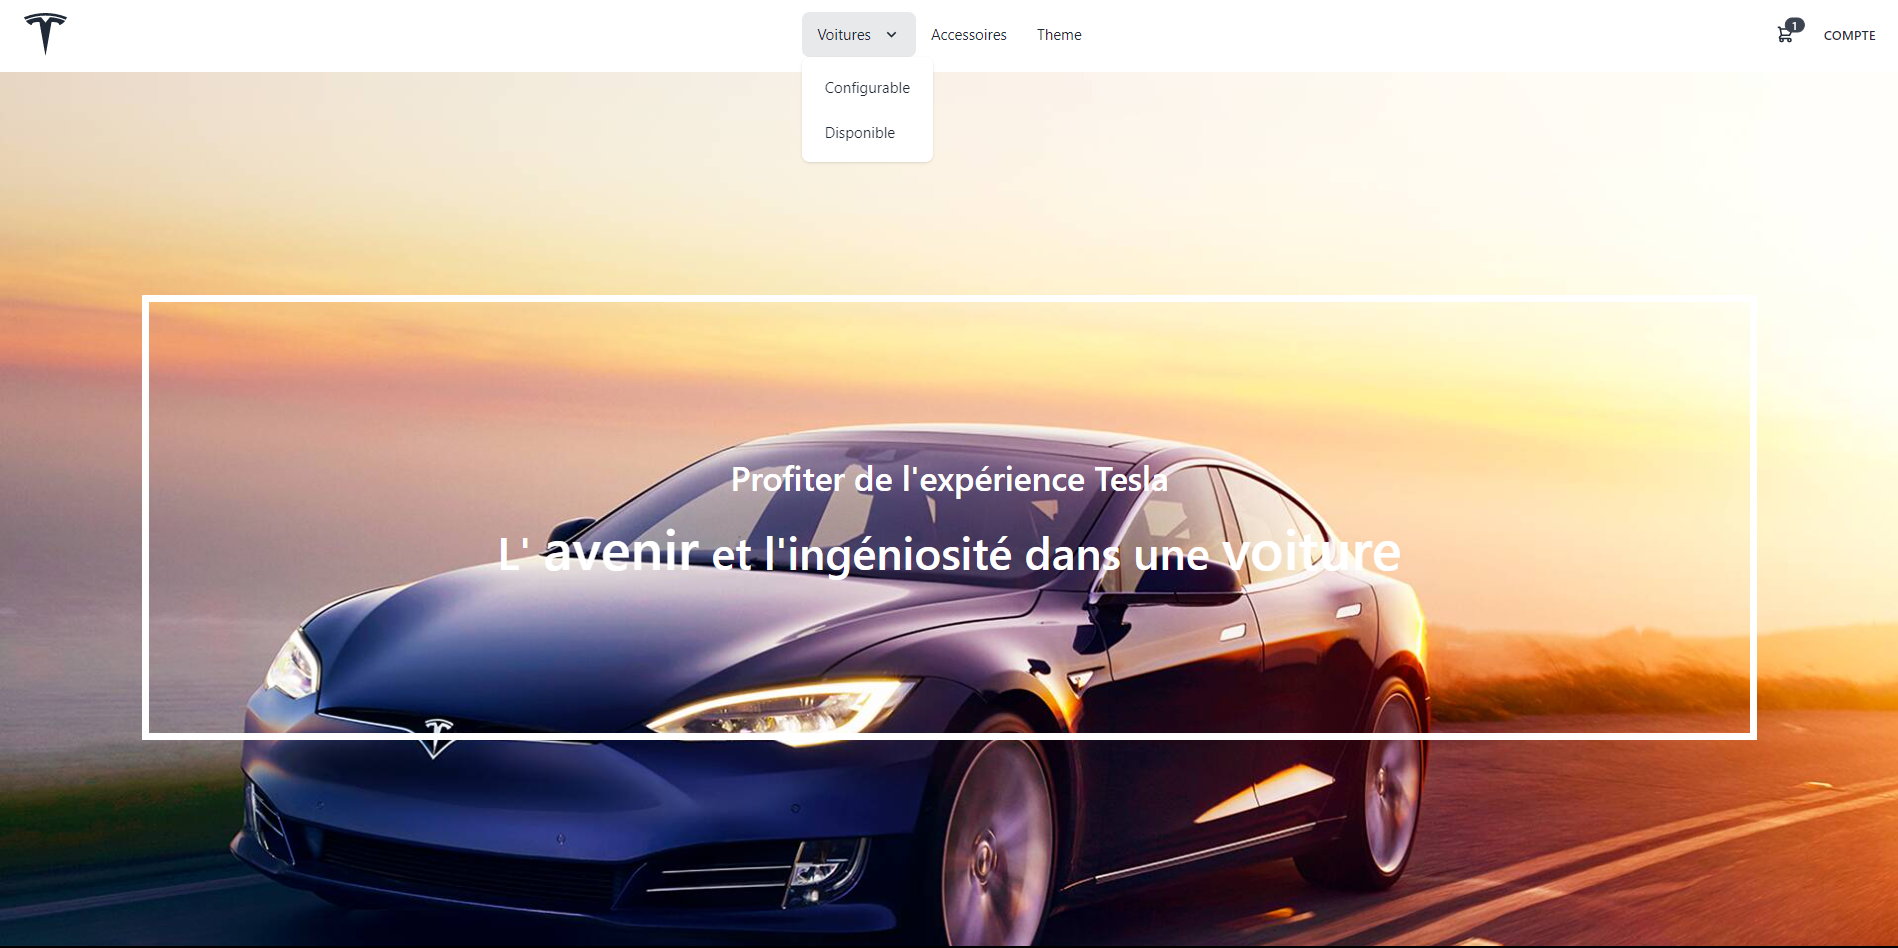 Voitures
Accessoires
Theme
1
COMPTE
Configurable
Disponible
Profiter de l'expérience Tesla
L' avenir et l'ingéniosité dans une voiture